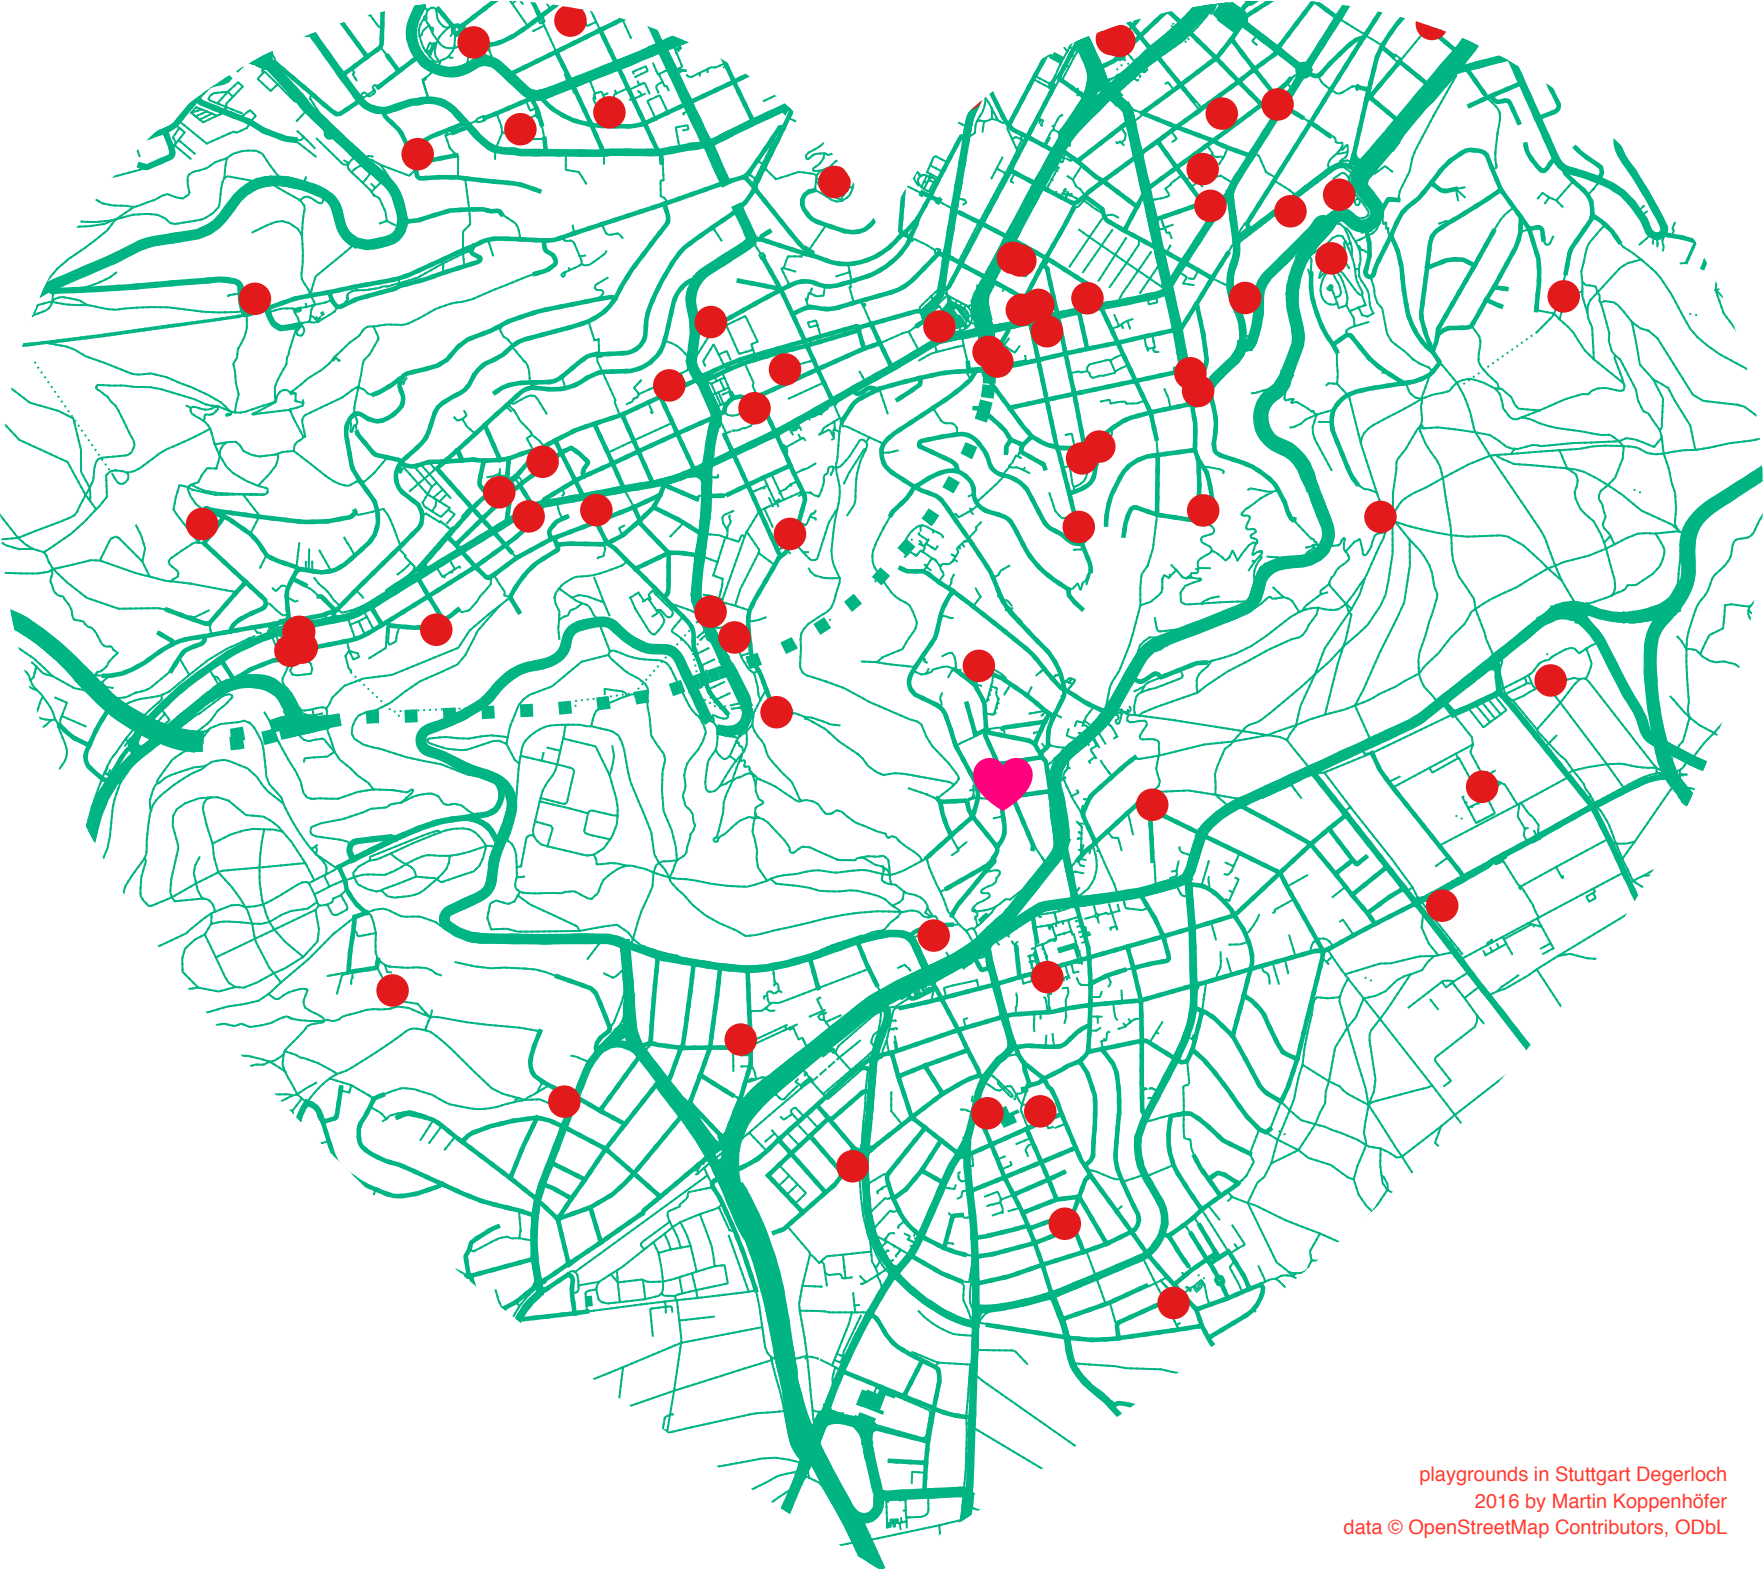 playgrounds in Stuttgart Degerloch
2016 by Martin Koppenhöfer
data © OpenStreetMap Contributors, ODbL